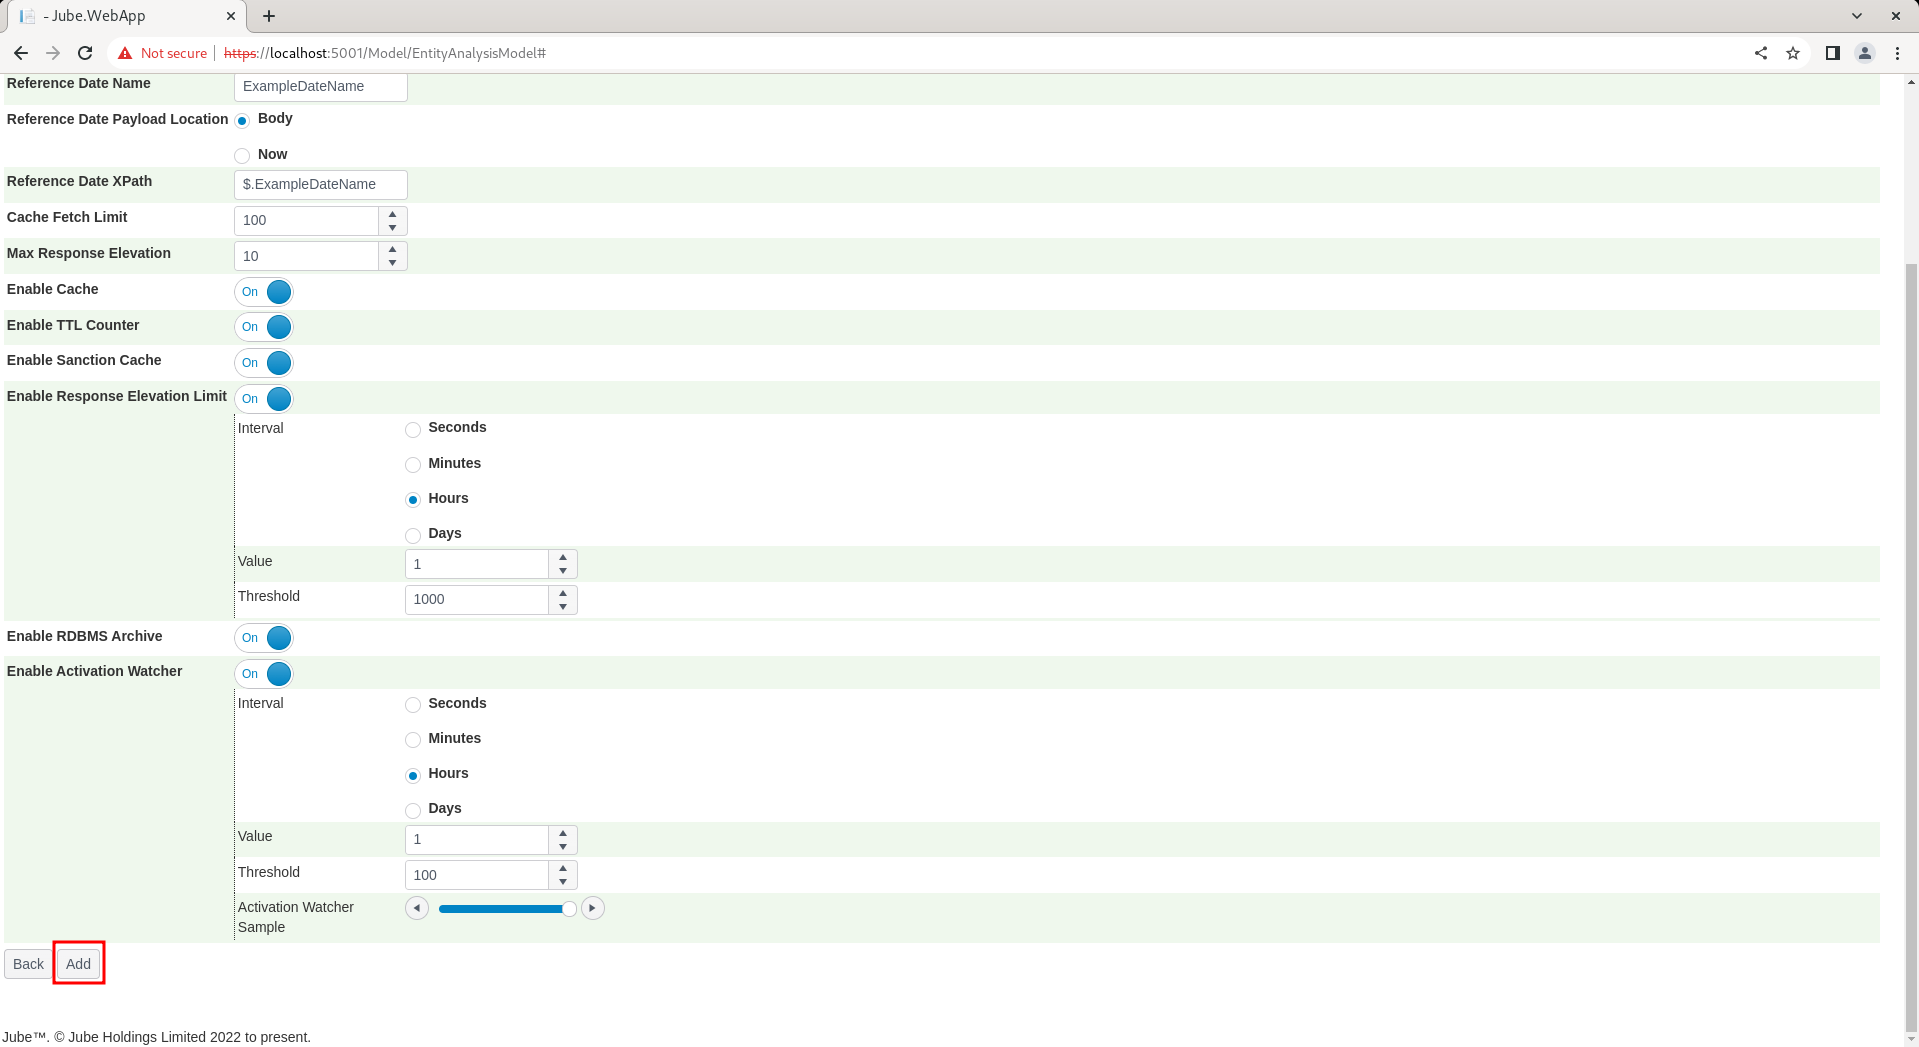 - Jube.WebApp
Not secure https://localhost:5001/Model/EntityAnalysisModel#
Reference Date Name ExampleDateName
Reference Date Payload Location Body
Now
Reference Date XPath $.ExampleDateName
Cache Fetch Limit 100
Max Response Elevation 10
Enable Cache On
Enable TTL Counter On
Enable Sanction Cache On
Enable Response Elevation Limit On
Interval Seconds
Minutes
Hours
Days
Value 1
Threshold 1000
Enable RDBMS Archive On
Enable Activation Watcher On
Interval Seconds
Minutes
Hours
Days
Value 1
Threshold 100
Activation Watcher
Sample
Back Add
Jube™. © Jube Holdings Limited 2022 to present.